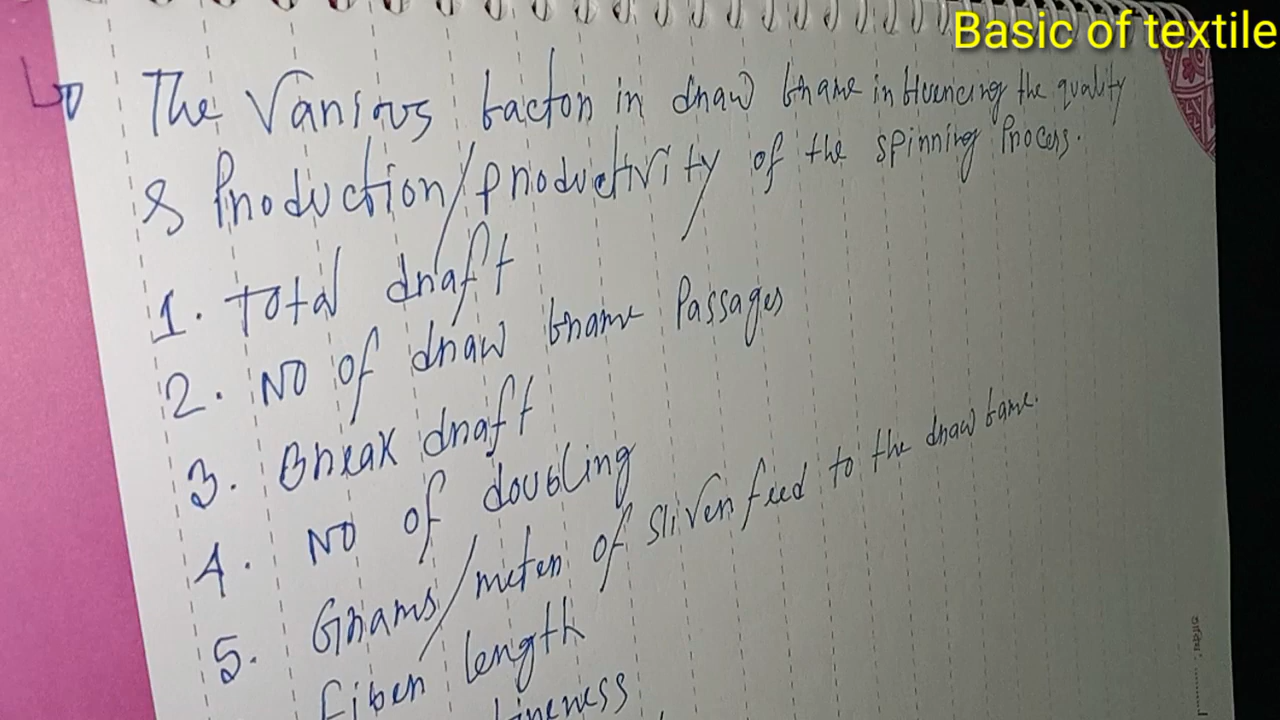 Basic of textile
The Various factor in draw frame influencing the quality
& Production/productivity of the spinning Process.
1. Total draft
2. NO of draw frame Passages
3. Break draft
4. NO of doubling
5. Grams/meter of sliver feed to the draw fame.
fiber length
fineness